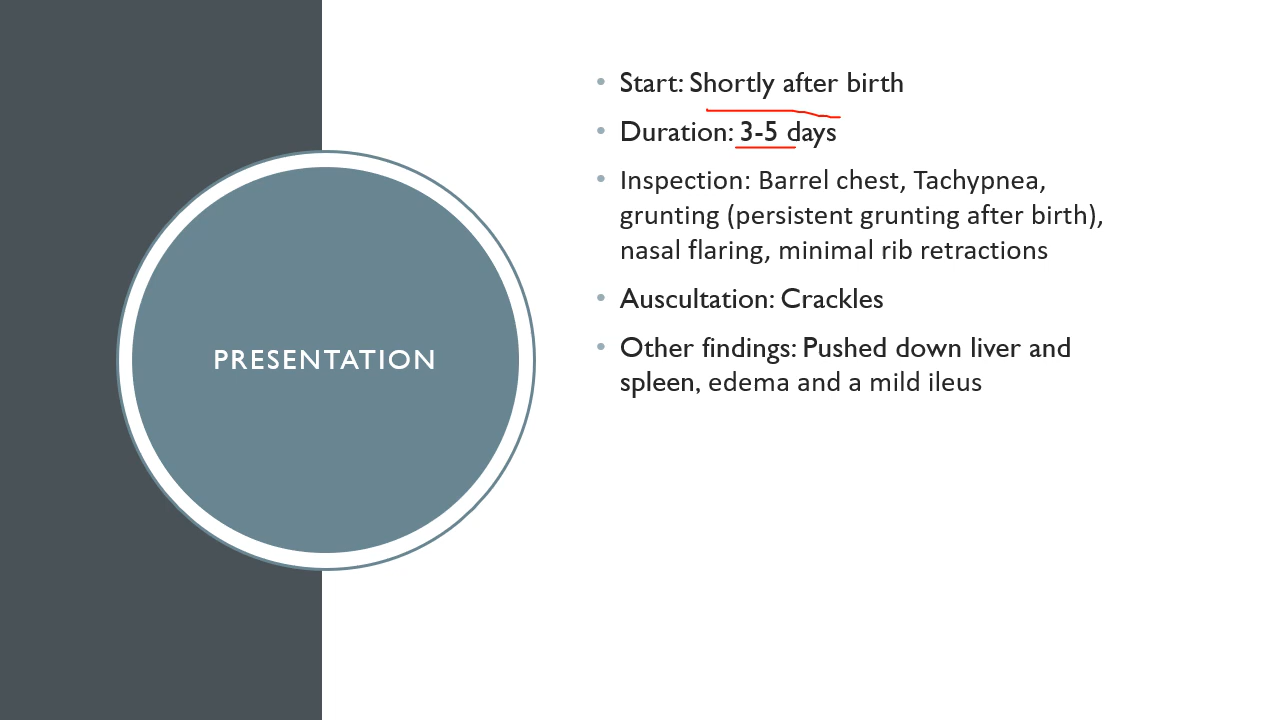 PRESENTATION
• Start: Shortly after birth
• Duration: 3-5 days
• Inspection: Barrel chest, Tachypnea,
grunting (persistent grunting after birth),
nasal flaring, minimal rib retractions
• Auscultation: Crackles
• Other findings: Pushed down liver and
spleen, edema and a mild ileus